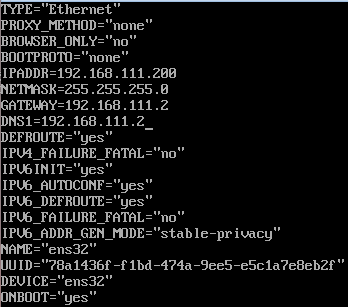 TYPE="Ethernet"
PROXY_METHOD="none"
BROWSER_ONLY="no"
BOOTPROTO="none"
IPADDR=192.168.111.200
NETMASK=255.255.255.0
GATEWAY=192.168.111.2
DNS1=192.168.111.2_
DEFROUTE="yes"
IPV4_FAILURE_FATAL="no"
IPV6INIT="yes"
IPV6_AUTOCONF="yes"
IPV6_DEFROUTE="yes"
IPV6_FAILURE_FATAL="no"
IPV6_ADDR_GEN_MODE="stable-privacy"
NAME="ens32"
UUID="78a1436f-f1bd-474a-9ee5-e5c1a7e8eb2f"
DEVICE="ens32"
ONBOOT="yes"